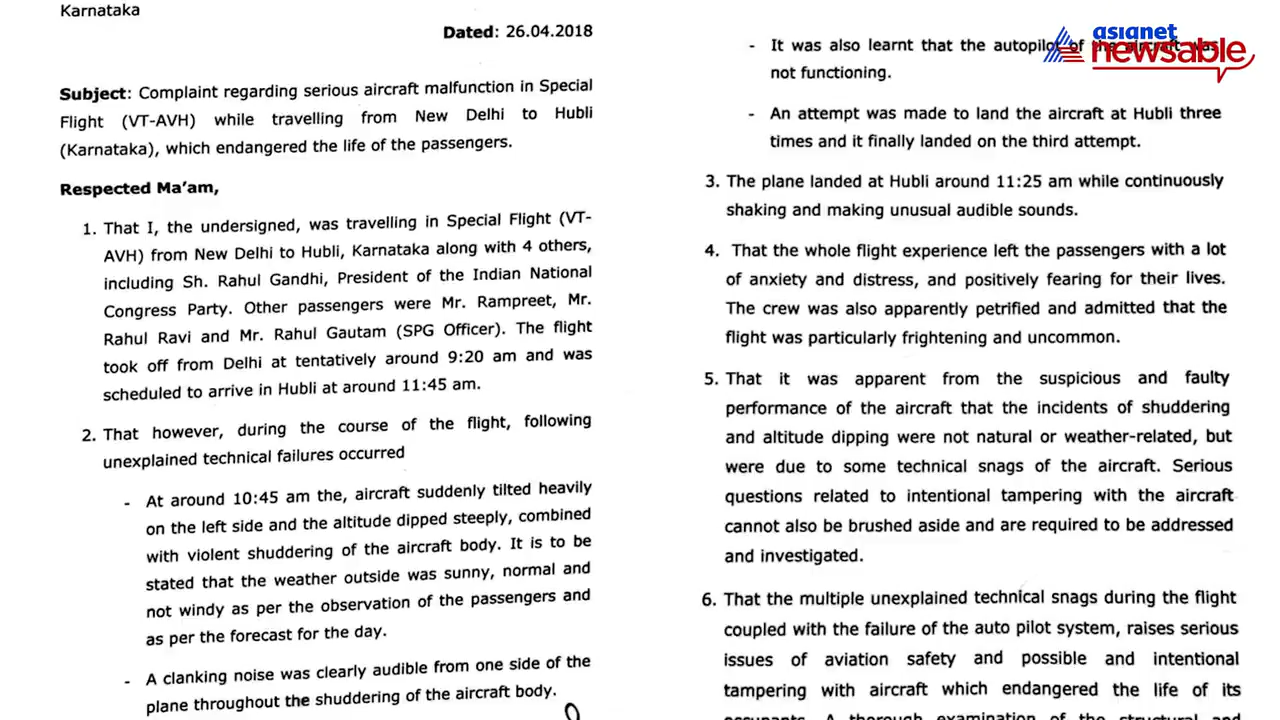 Karnataka
Dated: 26.04.2018
Subject: Complaint regarding serious aircraft malfunction in Special
Flight (VT-AVH) while travelling from New Delhi to Hubli
(Karnataka), which endangered the life of the passengers.
Respected Ma'am,
1. That I, the undersigned, was travelling in Special Flight (VT-
AVH) from New Delhi to Hubli, Karnataka along with 4 others,
including Sh. Rahul Gandhi, President of the Indian National
Congress Party. Other passengers were Mr. Rampreet, Mr.
Rahul Ravi and Mr. Rahul Gautam (SPG Officer). The flight
took off from Delhi at tentatively around 9:20 am and was
scheduled to arrive in Hubli at around 11:45 am.
2. That however, during the course of the flight, following
unexplained technical failures occurred
- At around 10:45 am the, aircraft suddenly tilted heavily
on the left side and the altitude dipped steeply, combined
with violent shuddering of the aircraft body. It is to be
stated that the weather outside was sunny, normal and
not windy as per the observation of the passengers and
as per the forecast for the day.
- A clanking noise was clearly audible from one side of the
plane throughout the shuddering of the aircraft body.
asianet
newsable
- It was also learnt that the autopilot of the aircraft was
not functioning.
- An attempt was made to land the aircraft at Hubli three
times and it finally landed on the third attempt.
3. The plane landed at Hubli around 11:25 am while continuously
shaking and making unusual audible sounds.
4. That the whole flight experience left the passengers with a lot
of anxiety and distress, and positively fearing for their lives.
The crew was also apparently petrified and admitted that the
flight was particularly frightening and uncommon.
5. That it was apparent from the suspicious and faulty
performance of the aircraft that the incidents of shuddering
and altitude dipping were not natural or weather-related, but
were due to some technical snags of the aircraft. Serious
questions related to intentional tampering with the aircraft
cannot also be brushed aside and are required to be addressed
and investigated.
6. That the multiple unexplained technical snags during the flight
coupled with the failure of the auto pilot system, raises serious
issues of aviation safety and possible and intentional
tampering with aircraft which endangered the life of its
occupants. A thorough examination of the structural and